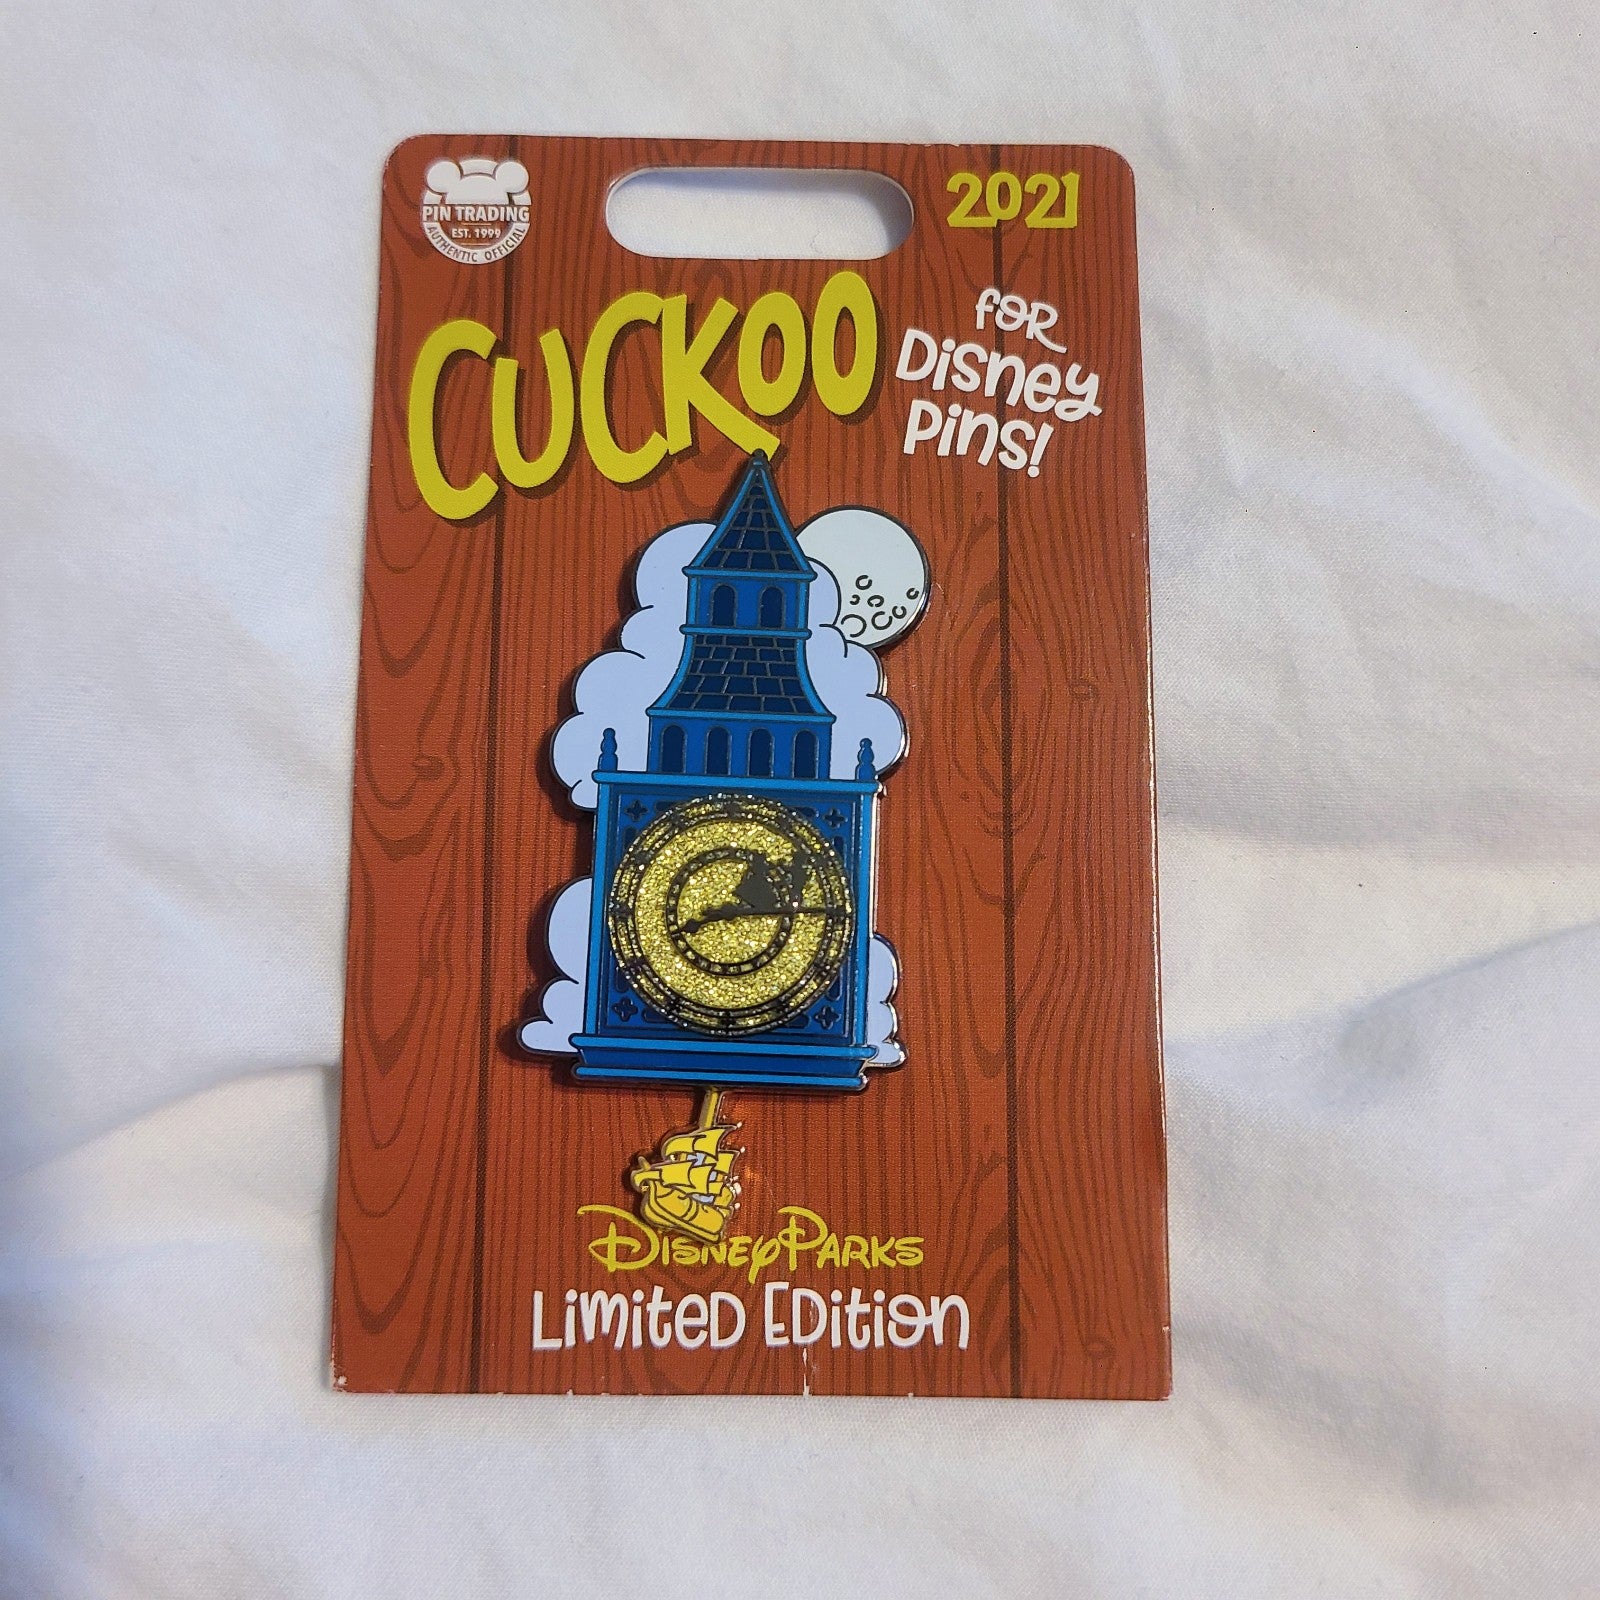 PIN TRADING
EST. 1999
AUTHENTIC OFFICIAL
2021
CUCKOO
for
Disney
Pins!
Disney Parks
Limited Edition